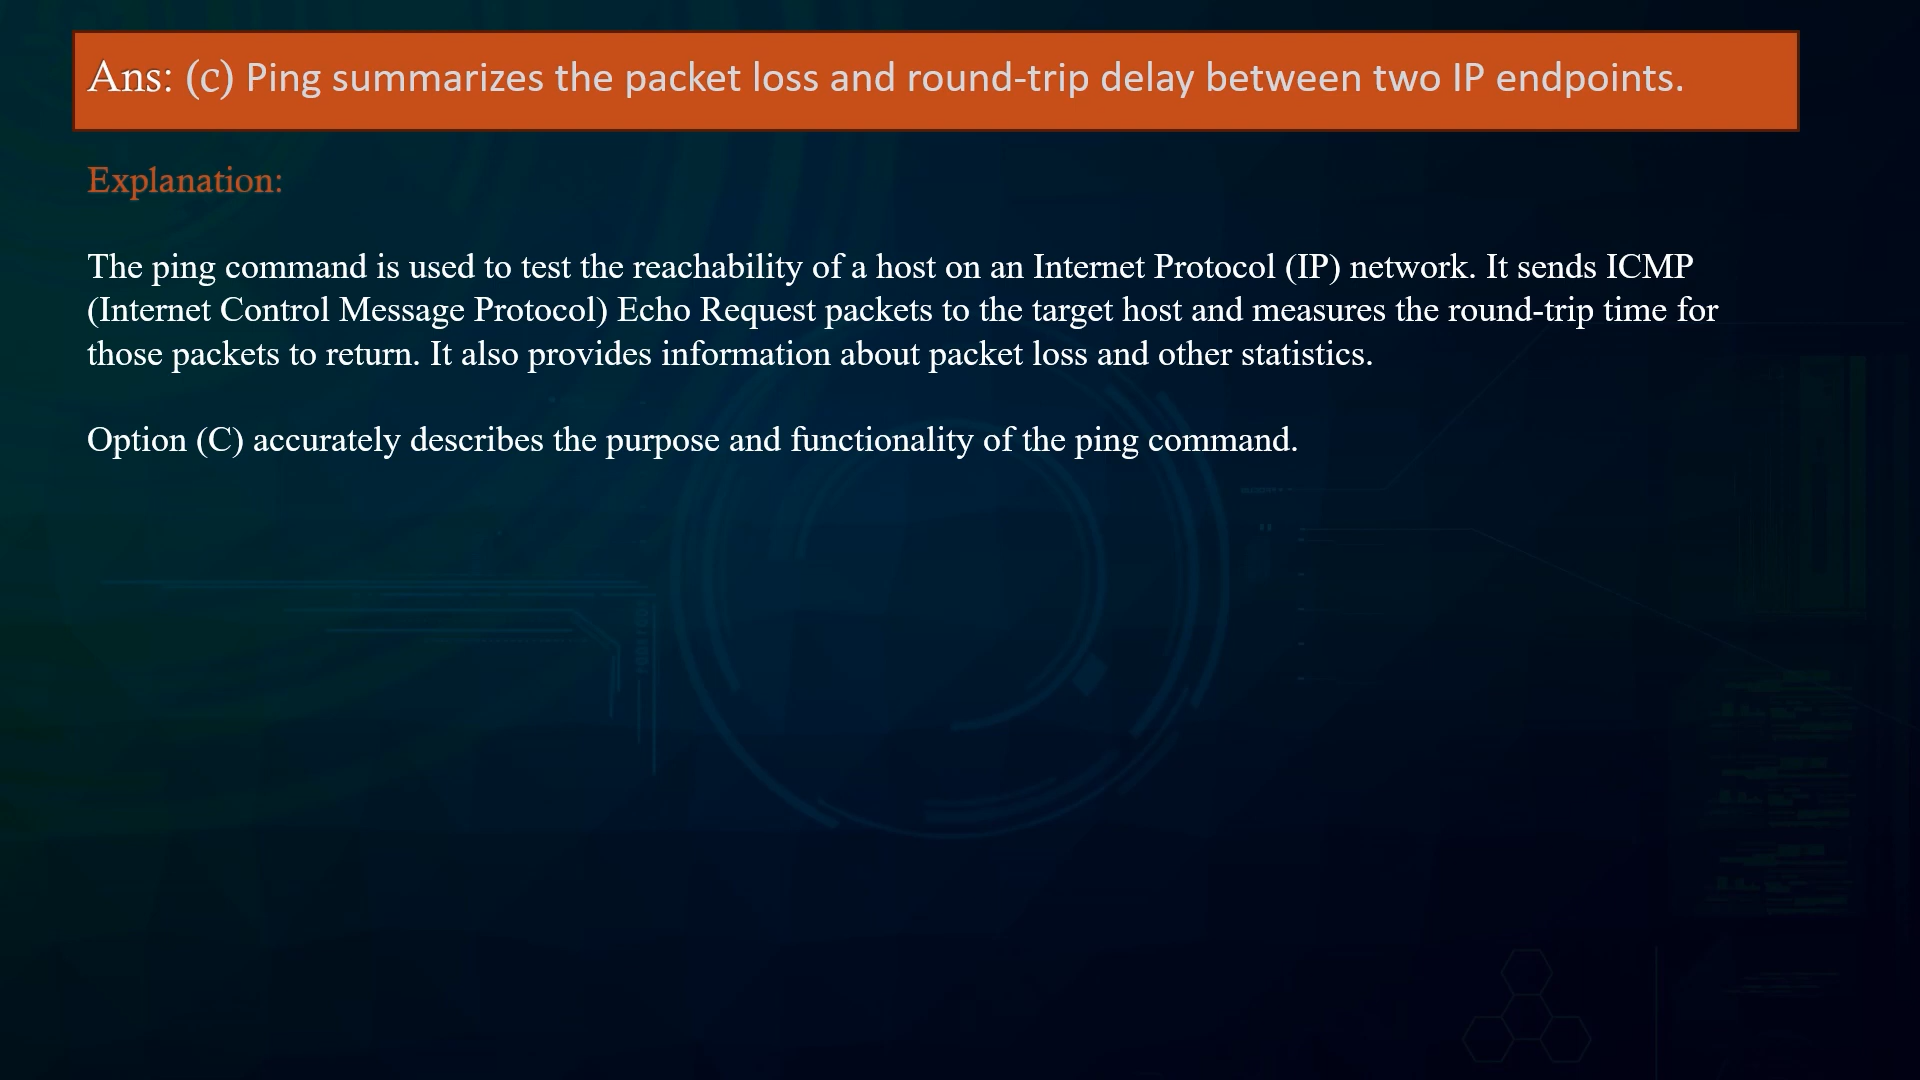 Ans: (c) Ping summarizes the packet loss and round-trip delay between two IP endpoints.
Explanation:
The ping command is used to test the reachability of a host on an Internet Protocol (IP) network. It sends ICMP
(Internet Control Message Protocol) Echo Request packets to the target host and measures the round-trip time for
those packets to return. It also provides information about packet loss and other statistics.
Option (C) accurately describes the purpose and functionality of the ping command.